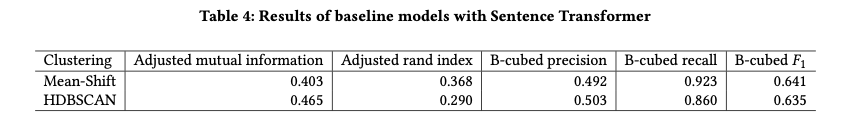 Table 4: Results of baseline models with Sentence Transformer
Clustering Adjusted mutual information Adjusted rand index B-cubed precision B-cubed recall B-cubed F1
Mean-Shift 0.403 0.368 0.492 0.923 0.641
HDBSCAN 0.465 0.290 0.503 0.860 0.635